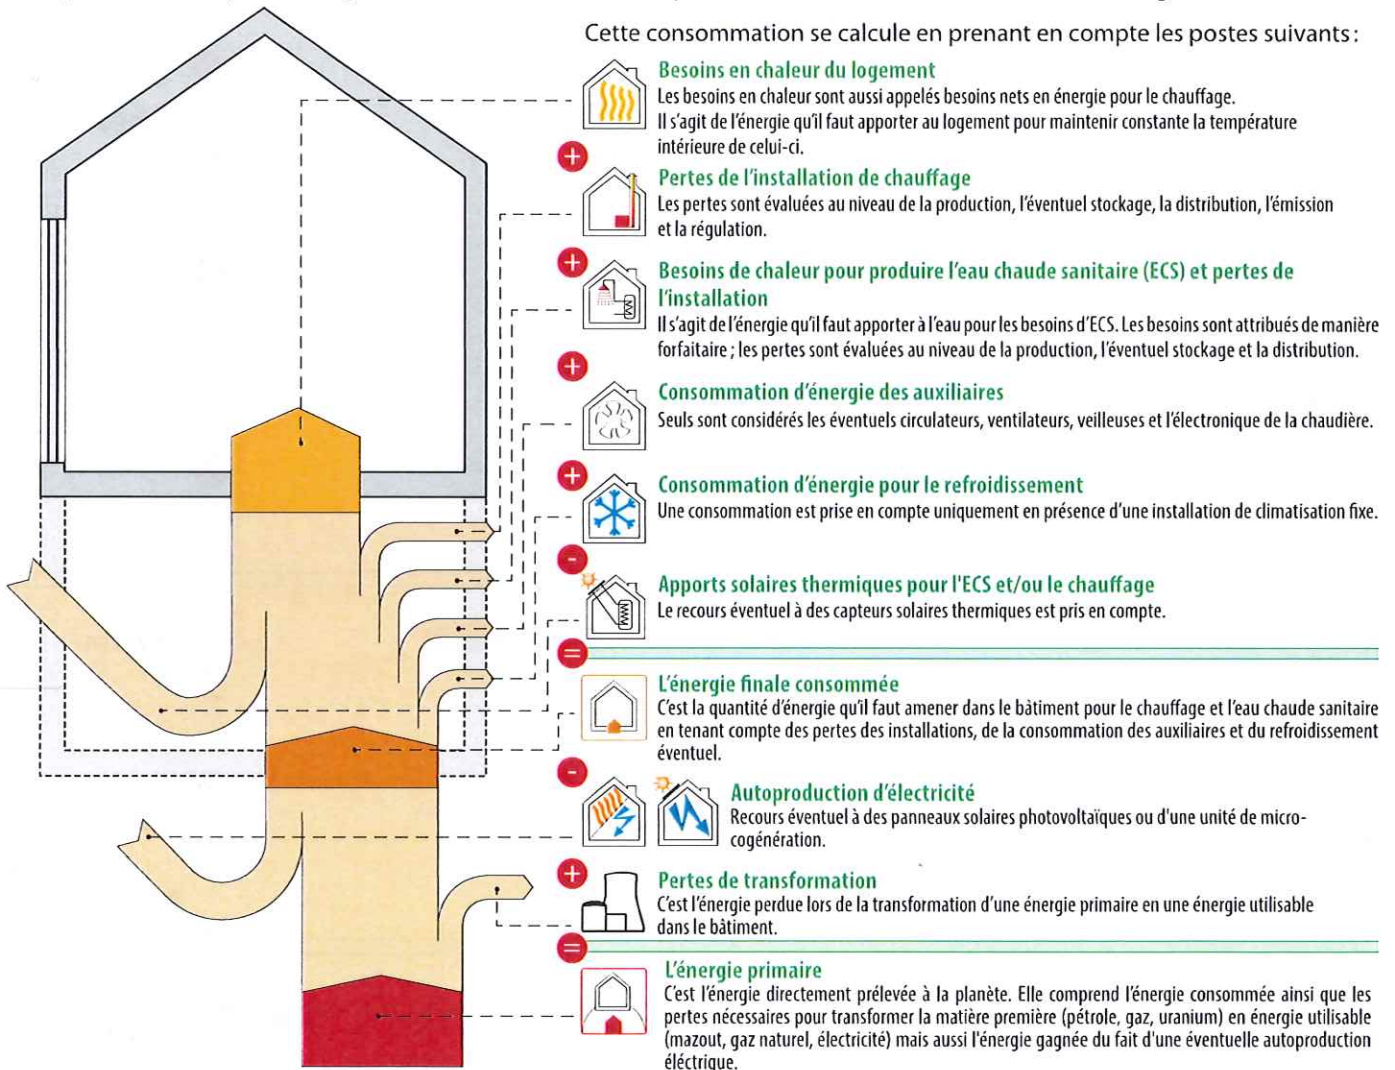 Cette consommation se calcule en prenant en compte les postes suivants :
Besoins en chaleur du logement
Les besoins en chaleur sont aussi appelés besoins nets en énergie pour le chauffage.
Il s'agit de l'énergie qu'il faut apporter au logement pour maintenir constante la température
intérieure de celui-ci.
+
Pertes de l'installation de chauffage
Les pertes sont évaluées au niveau de la production, l'éventuel stockage, la distribution, l'émission
et la régulation.
+
Besoins de chaleur pour produire l'eau chaude sanitaire (ECS) et pertes de
l'installation
Il s'agit de l'énergie qu'il faut apporter à l'eau pour les besoins d'ECS. Les besoins sont attribués de manière
forfaitaire ; les pertes sont évaluées au niveau de la production, l'éventuel stockage et la distribution.
+
Consommation d'énergie des auxiliaires
Seuls sont considérés les éventuels circulateurs, ventilateurs, veilleuses et l'électronique de la chaudière.
+
Consommation d'énergie pour le refroidissement
Une consommation est prise en compte uniquement en présence d'une installation de climatisation fixe.
-
Apports solaires thermiques pour l'ECS et/ou le chauffage
Le recours éventuel à des capteurs solaires thermiques est pris en compte.
=
L'énergie finale consommée
C'est la quantité d'énergie qu'il faut amener dans le bâtiment pour le chauffage et l'eau chaude sanitaire
en tenant compte des pertes des installations, de la consommation des auxiliaires et du refroidissement
éventuel.
-
Autoproduction d'électricité
Recours éventuel à des panneaux solaires photovoltaïques ou d'une unité de micro-
cogénération.
+
Pertes de transformation
C'est l'énergie perdue lors de la transformation d'une énergie primaire en une énergie utilisable
dans le bâtiment.
=
L'énergie primaire
C'est l'énergie directement prélevée à la planète. Elle comprend l'énergie consommée ainsi que les
pertes nécessaires pour transformer la matière première (pétrole, gaz, uranium) en énergie utilisable
(mazout, gaz naturel, électricité) mais aussi l'énergie gagnée du fait d'une éventuelle autoproduction
éléctrique.